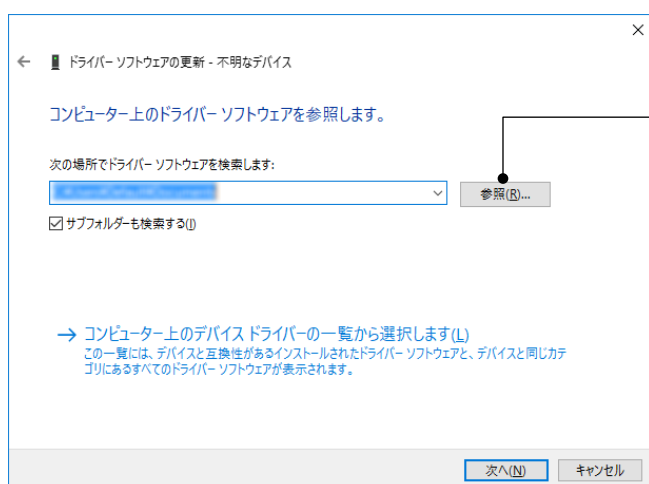 ドライバー ソフトウェアの更新 - 不明なデバイス
コンピューター上のドライバー ソフトウェアを参照します。
次の場所でドライバー ソフトウェアを検索します:
参照(R)...
サブフォルダーも検索する(I)
コンピューター上のデバイス ドライバーの一覧から選択します(L)
この一覧には、デバイスと互換性があるインストールされたドライバー ソフトウェアと、デバイスと同じカテ
ゴリにあるすべてのドライバー ソフトウェアが表示されます。
次へ(N)
キャンセル